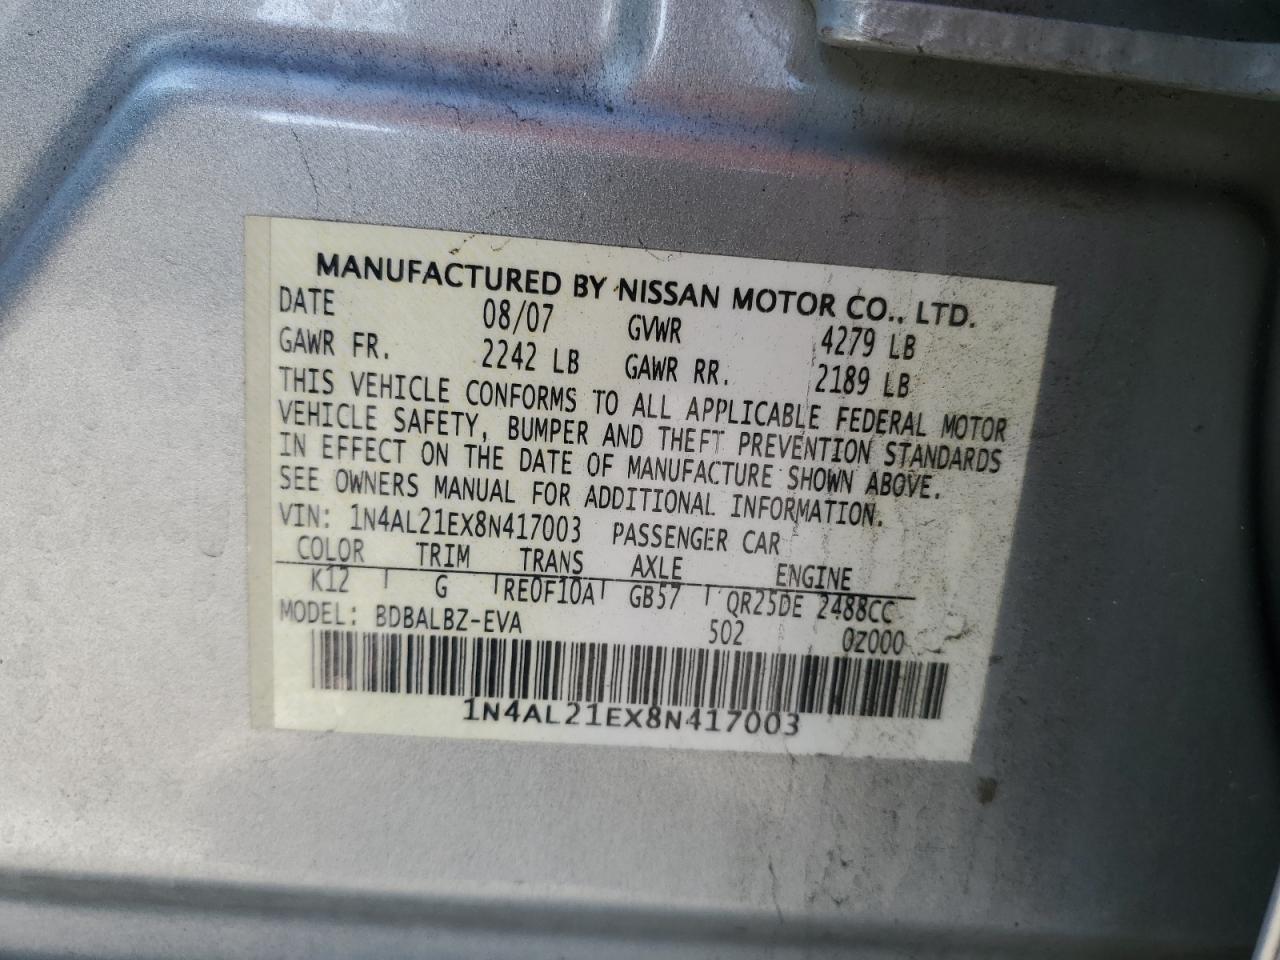 MANUFACTURED BY NISSAN MOTOR CO., LTD.
DATE 08/07 GVWR 4279 LB
GAWR FR. 2242 LB GAWR RR. 2189 LB
THIS VEHICLE CONFORMS TO ALL APPLICABLE FEDERAL MOTOR
VEHICLE SAFETY, BUMPER AND THEFT PREVENTION STANDARDS
IN EFFECT ON THE DATE OF MANUFACTURE SHOWN ABOVE.
SEE OWNERS MANUAL FOR ADDITIONAL INFORMATION.
VIN: 1N4AL21EX8N417003 PASSENGER CAR
COLOR TRIM TRANS AXLE ENGINE
K12 G RE0F10A GB57 QR25DE 2488CC
MODEL: BDBALBZ-EVA 502 0Z000
1N4AL21EX8N417003